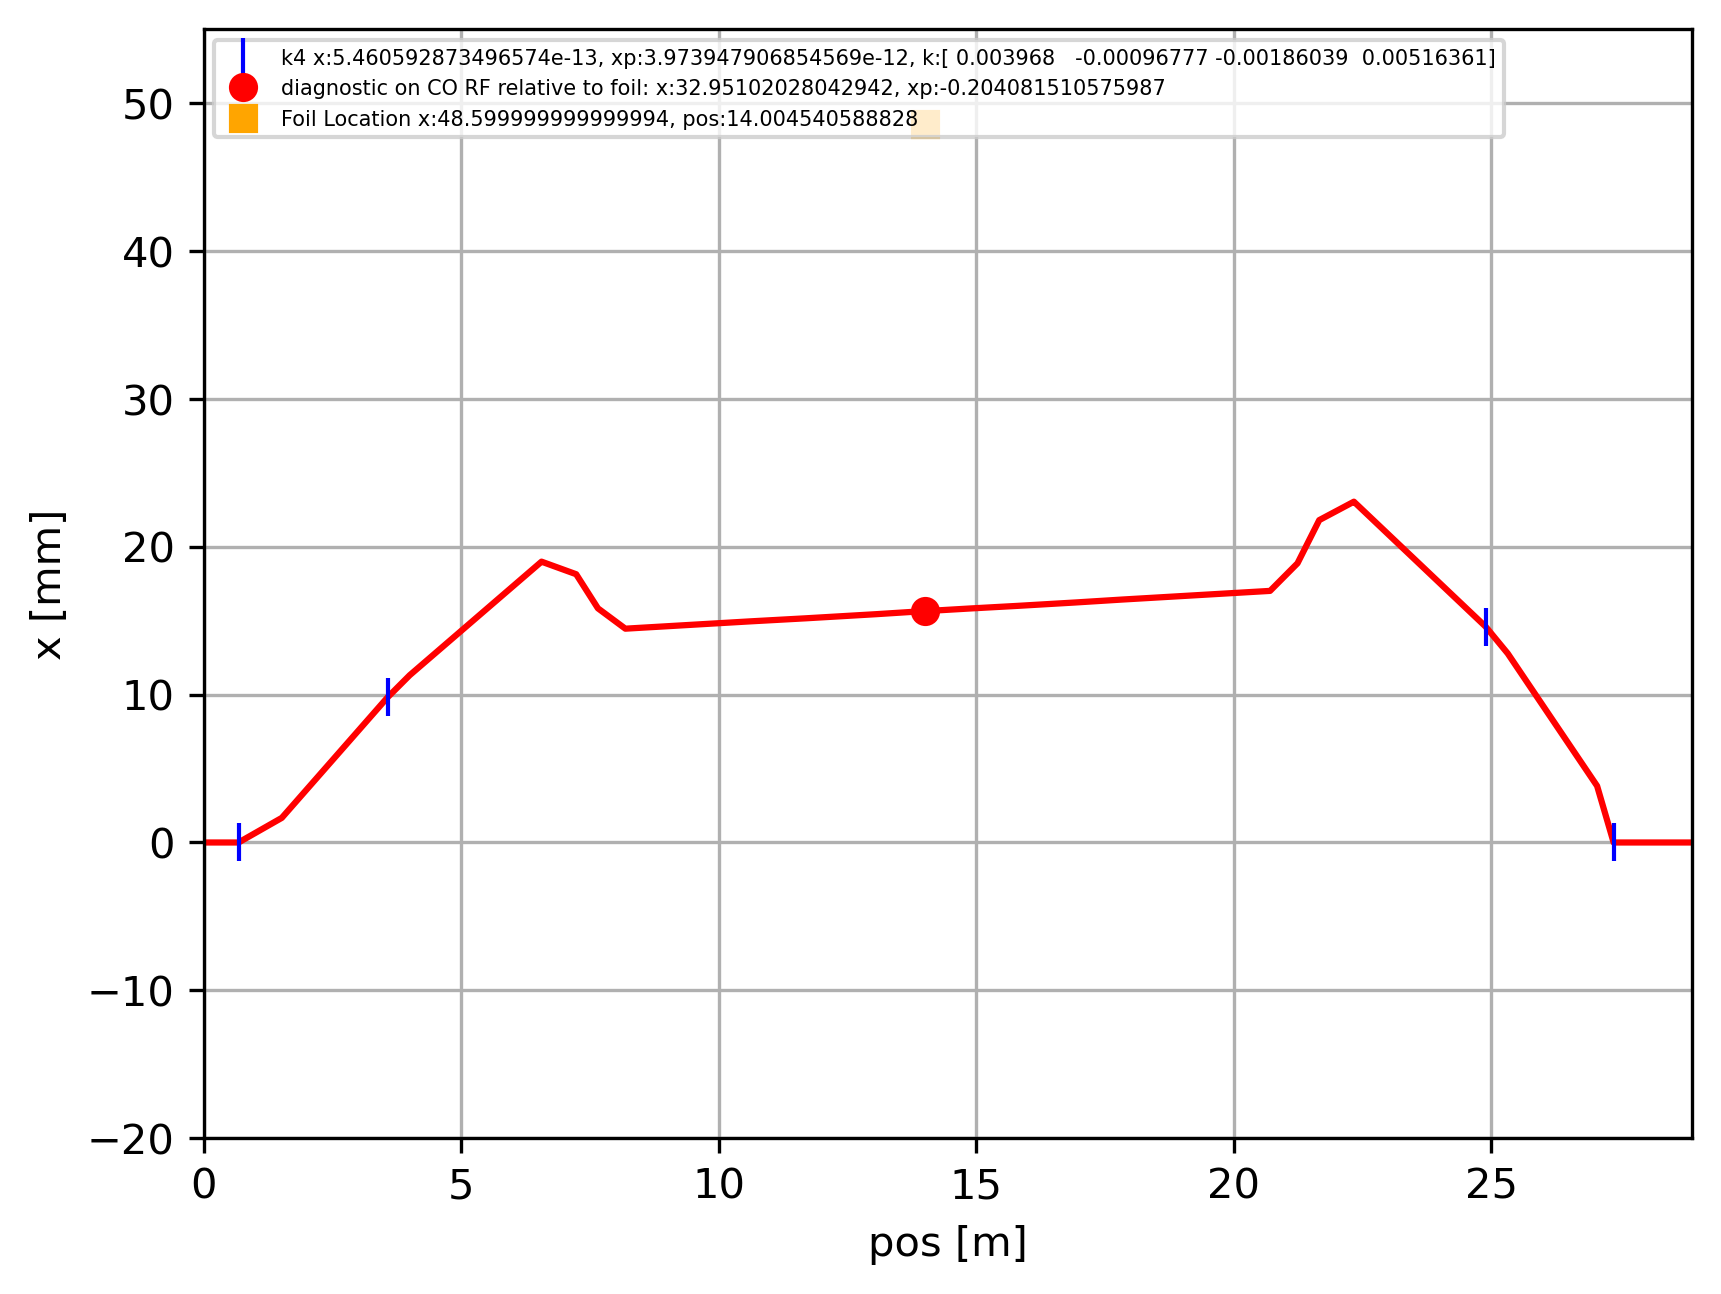 k4 x:5.460592873496574e-13, xp:3.973947906854569e-12, k:[ 0.003968   -0.00096777 -0.00186039  0.00516361]
diagnostic on CO RF relative to foil: x:32.95102028042942, xp:-0.204081510575987
Foil Location x:48.599999999999994, pos:14.004540588828
50
40
30
20
10
0
−10
−20
x [mm]
0 5 10 15 20 25
pos [m]